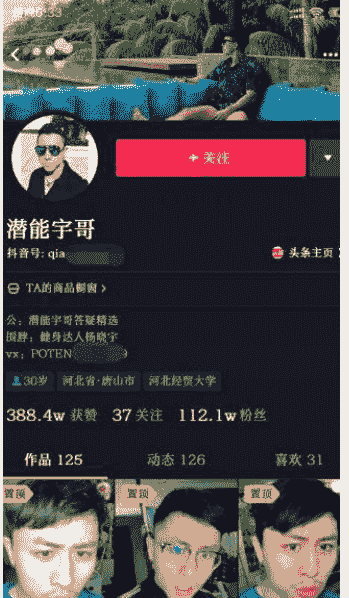 + 关注
潜能宇哥
抖音号: qia
头条主页
TA的商品橱窗 >
公: 潜能宇哥答疑精选
围脖: 健身达人杨晓宇
vx: POTEN 9
30岁
河北省·唐山市
河北经贸大学
388.4w 获赞 37 关注 112.1w 粉丝
作品 125 动态 126 喜欢 31
置顶 置顶 置顶